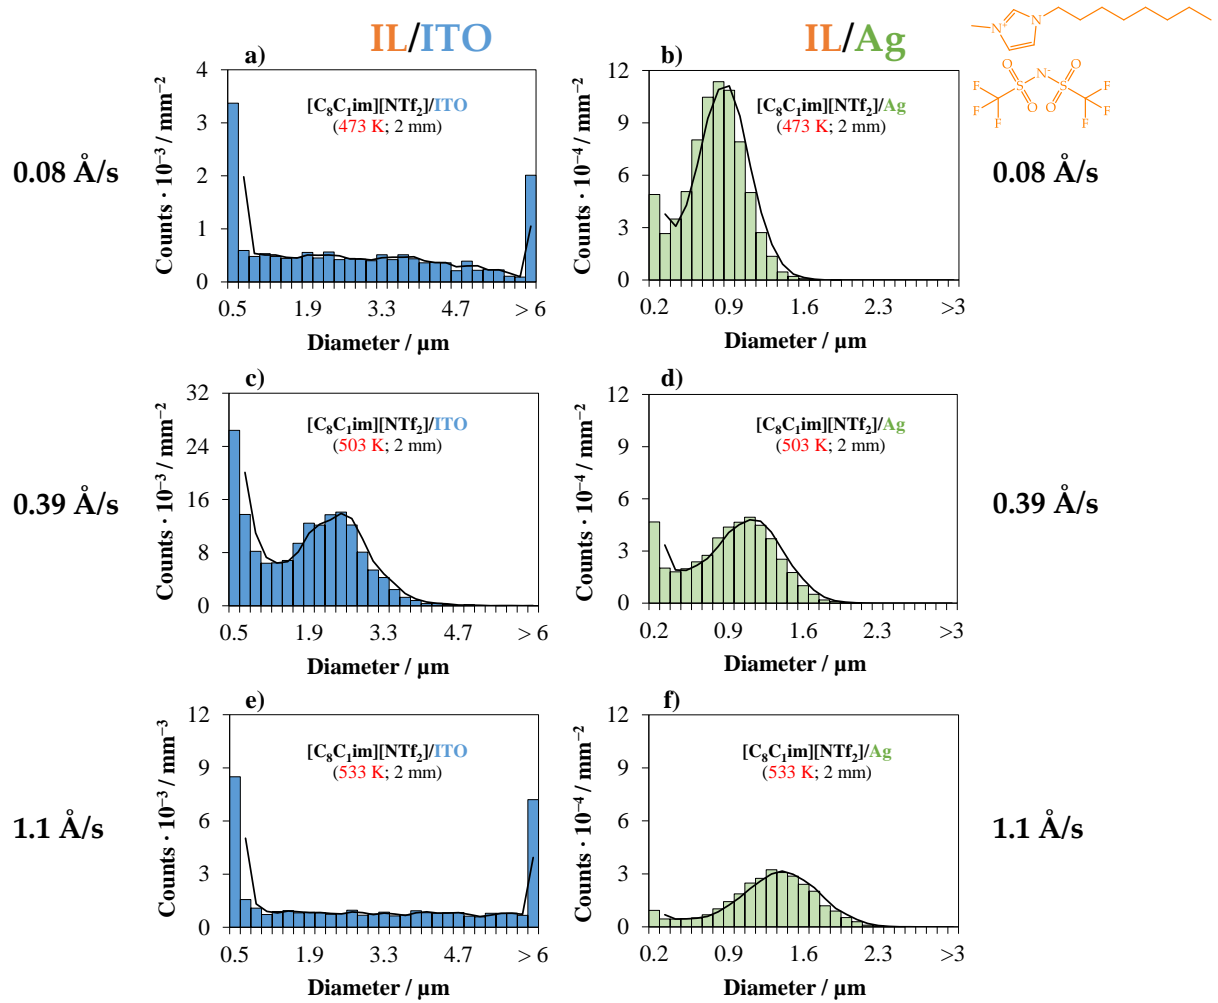 IL/ITO
IL/Ag
N
N
+
O
O
N
-
S
S
O
O
F
F
F
F
F
F
0.08 Å/s
a)
4
3
2
1
0
Counts · 10⁻³ / mm⁻²
[C₈C₁im][NTf₂]/ITO
(473 K; 2 mm)
0.5 1.9 3.3 4.7 > 6
Diameter / µm
b)
12
9
6
3
0
Counts · 10⁻⁴ / mm⁻²
[C₈C₁im][NTf₂]/Ag
(473 K; 2 mm)
0.2 0.9 1.6 2.3 >3
Diameter / µm
0.08 Å/s
0.39 Å/s
c)
32
24
16
8
0
Counts · 10⁻³ / mm⁻²
[C₈C₁im][NTf₂]/ITO
(503 K; 2 mm)
0.5 1.9 3.3 4.7 > 6
Diameter / µm
d)
12
9
6
3
0
Counts · 10⁻⁴ / mm⁻²
[C₈C₁im][NTf₂]/Ag
(503 K; 2 mm)
0.2 0.9 1.6 2.3 >3
Diameter / µm
0.39 Å/s
1.1 Å/s
e)
12
9
6
3
0
Counts · 10⁻³ / mm⁻³
[C₈C₁im][NTf₂]/ITO
(533 K; 2 mm)
0.5 1.9 3.3 4.7 > 6
Diameter / µm
f)
12
9
6
3
0
Counts · 10⁻⁴ / mm⁻²
[C₈C₁im][NTf₂]/Ag
(533 K; 2 mm)
0.2 0.9 1.6 2.3 >3
Diameter / µm
1.1 Å/s